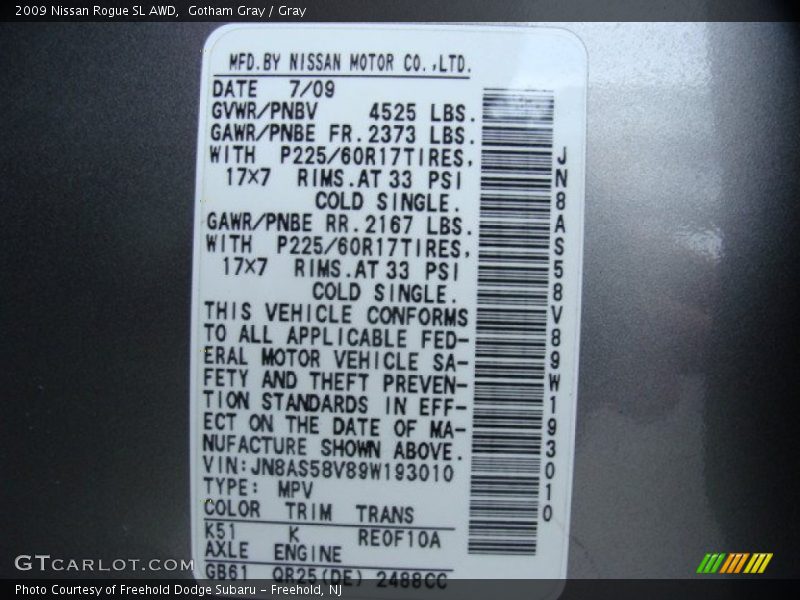 2009 Nissan Rogue SL AWD,  Gotham Gray / Gray
MFD.BY NISSAN MOTOR CO.,LTD.
DATE 7/09
GVWR/PNBV 4525 LBS.
GAWR/PNBE FR.2373 LBS.
WITH P225/60R17TIRES,
17×7 RIMS.AT 33 PSI
COLD SINGLE.
GAWR/PNBE RR.2167 LBS.
WITH P225/60R17TIRES,
17×7 RIMS.AT 33 PSI
COLD SINGLE.
THIS VEHICLE CONFORMS
TO ALL APPLICABLE FED-
ERAL MOTOR VEHICLE SA-
FETY AND THEFT PREVEN-
TION STANDARDS IN EFF-
ECT ON THE DATE OF MA-
NUFACTURE SHOWN ABOVE.
VIN:JN8AS58V89W193010
TYPE: MPV
COLOR TRIM TRANS
K51 K RE0F10A
AXLE ENGINE
GB61 QR25(DE) 2488CC
JN8AS58V89W193010
GTCARLOT.COM
Photo Courtesy of Freehold Dodge Subaru – Freehold, NJ